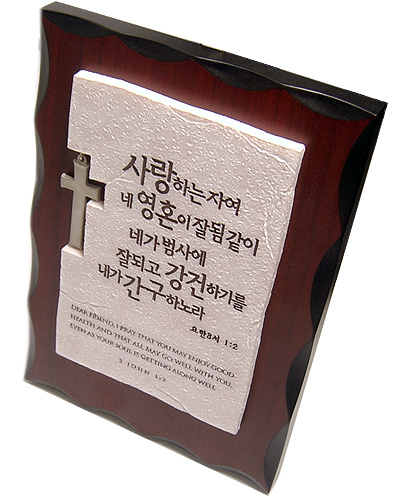 사랑하는 자여
네 영혼이 잘됨 같이
네가 범사에
잘되고 강건하기를
내가 간구하노라
요한3서 1:2
DEAR FRIEND, I PRAY THAT YOU MAY ENJOY GOOD
HEALTH AND THAT ALL MAY GO WELL WITH YOU,
EVEN AS YOUR SOUL IS GETTING ALONG WELL
3 JOHN 1:2